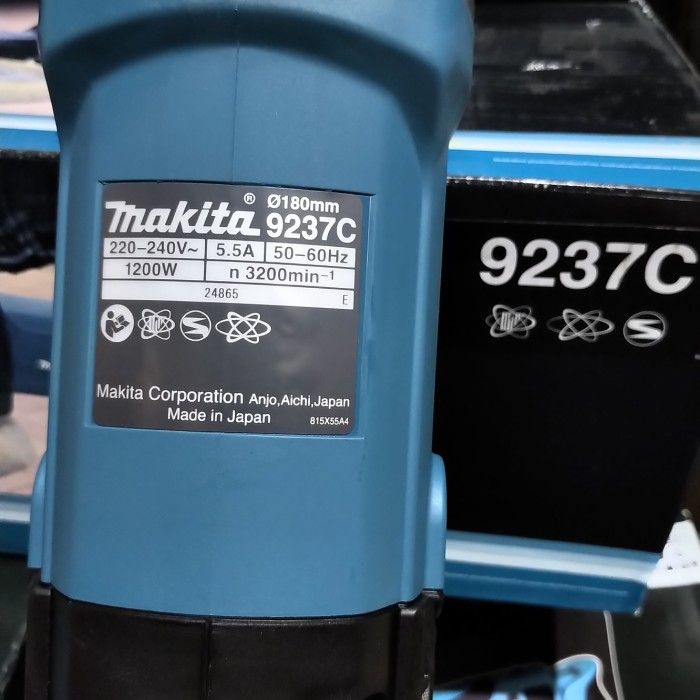 makita® Ø180mm
9237C
220-240V~ 5.5A 50-60Hz
1200W n 3200min⁻¹
24865 E
Makita Corporation Anjo,Aichi,Japan
Made in Japan 815X55A4
9237C